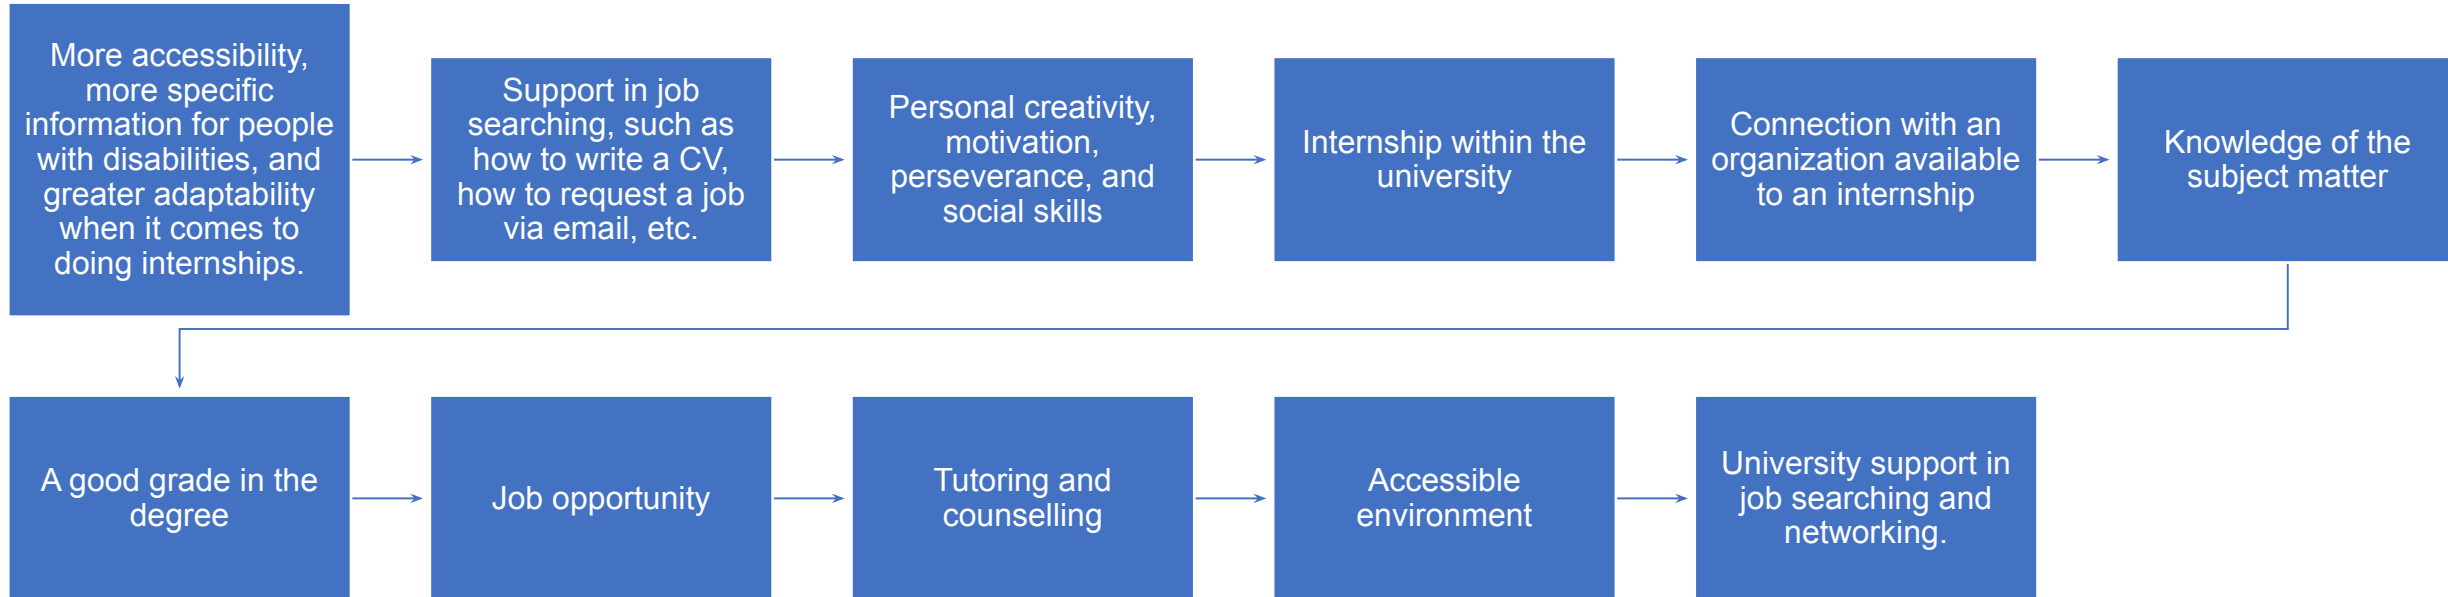 More accessibility,
more specific
information for people
with disabilities, and
greater adaptability
when it comes to
doing internships.
Support in job
searching, such as
how to write a CV,
how to request a job
via email, etc.
Personal creativity,
motivation,
perseverance, and
social skills
Internship within the
university
Connection with an
organization available
to an internship
Knowledge of the
subject matter
A good grade in the
degree
Job opportunity
Tutoring and
counselling
Accessible
environment
University support in
job searching and
networking.